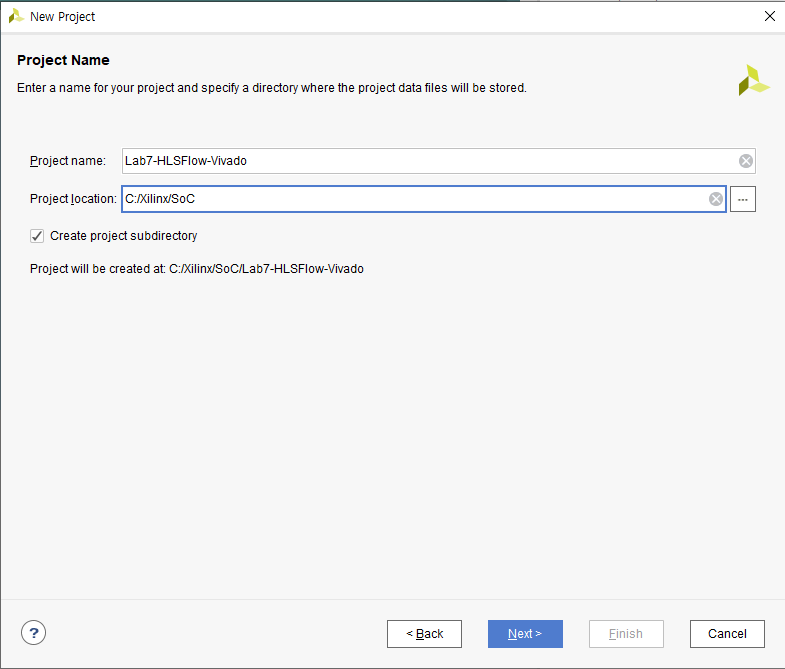 New Project
Project Name
Enter a name for your project and specify a directory where the project data files will be stored.
Project name: Lab7-HLSFlow-Vivado
Project location: C:/Xilinx/SoC ...
Create project subdirectory
Project will be created at: C:/Xilinx/SoC/Lab7-HLSFlow-Vivado
? < Back Next > Finish Cancel